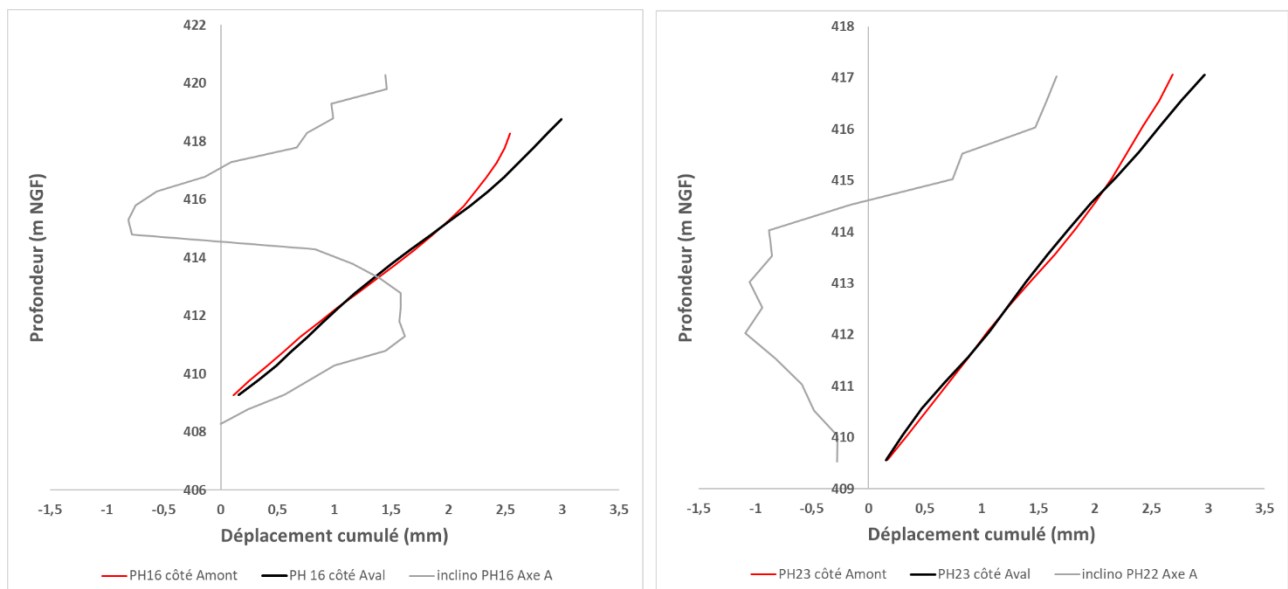 422
420
418
416
414
412
410
408
406
Profondeur (m NGF)
-1,5 -1 -0,5 0 0,5 1 1,5 2 2,5 3 3,5
Déplacement cumulé (mm)
PH16 côté Amont PH 16 côté Aval inclino PH16 Axe A
418
417
416
415
414
413
412
411
410
409
Profondeur (m NGF)
-1,5 -1 -0,5 0 0,5 1 1,5 2 2,5 3 3,5
Déplacement cumulé (mm)
PH23 côté Amont PH23 côté Aval inclino PH22 Axe A